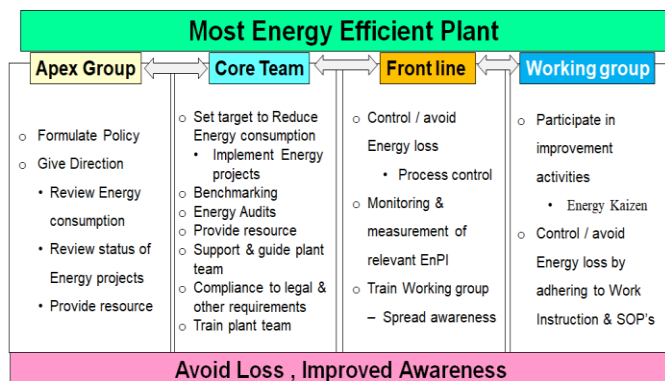 Most Energy Efficient Plant
Apex Group
o Formulate Policy
o Give Direction
• Review Energy
consumption
• Review status of
Energy projects
• Provide resource
Core Team
o Set target to Reduce
Energy consumption
• Implement Energy
projects
o Benchmarking
o Energy Audits
o Provide resource
o Support & guide plant
team
o Compliance to legal &
other requirements
o Train plant team
Front line
o Control / avoid
Energy loss
• Process control
o Monitoring &
measurement of
relevant EnPI
o Train Working group
– Spread awareness
Working group
o Participate in
improvement
activities
• Energy Kaizen
o Control / avoid
Energy loss by
adhering to Work
Instruction & SOP's
Avoid Loss , Improved Awareness